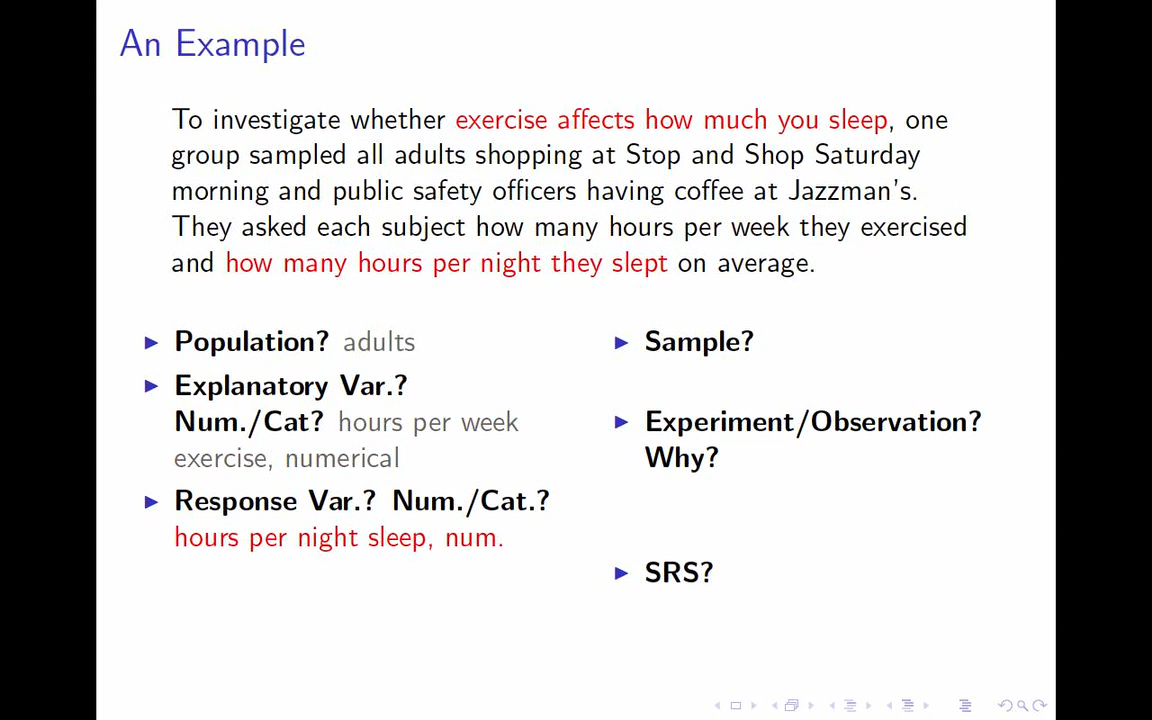 An Example
To investigate whether exercise affects how much you sleep, one
group sampled all adults shopping at Stop and Shop Saturday
morning and public safety officers having coffee at Jazzman's.
They asked each subject how many hours per week they exercised
and how many hours per night they slept on average.
Population? adults
Explanatory Var.?
Num./Cat? hours per week
exercise, numerical
Response Var.? Num./Cat.?
hours per night sleep, num.
Sample?
Experiment/Observation?
Why?
SRS?